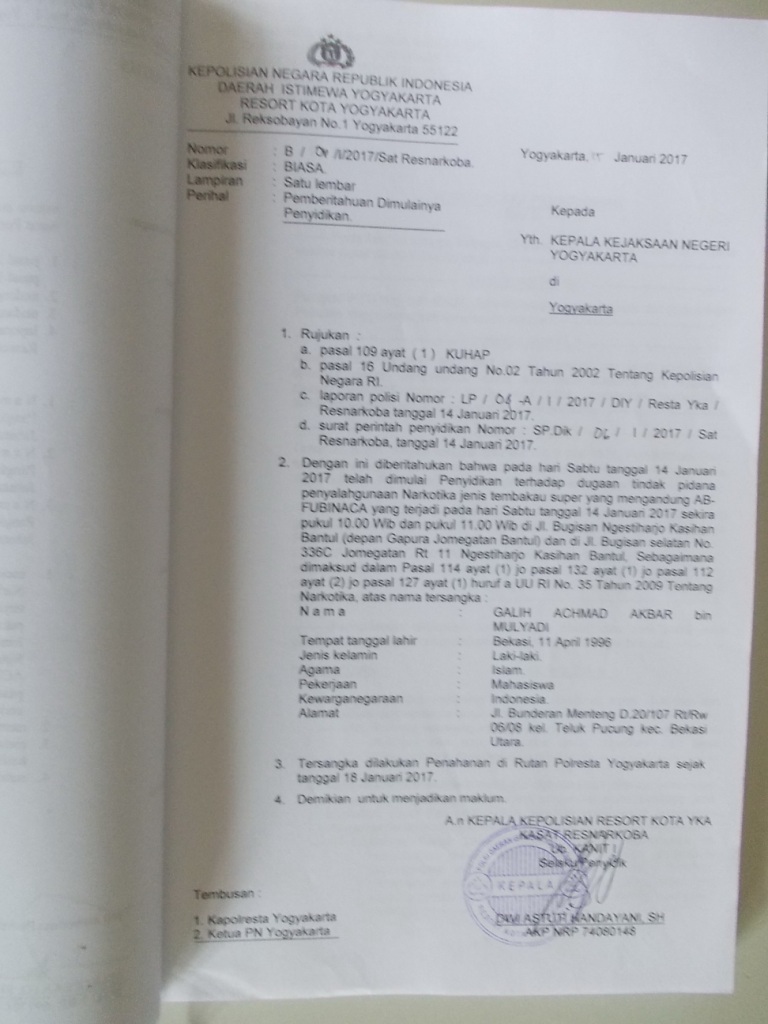 KEPOLISIAN NEGARA REPUBLIK INDONESIA
DAERAH ISTIMEWA YOGYAKARTA
RESORT KOTA YOGYAKARTA
Jl. Reksobayan No.1 Yogyakarta 55122
Nomor : B / /I/2017/Sat Resnarkoba.
Klasifikasi : BIASA.
Lampiran : Satu lembar
Perihal : Pemberitahuan Dimulainya
Penyidikan.
Yogyakarta, Januari 2017
Kepada
Yth. KEPALA KEJAKSAAN NEGERI
YOGYAKARTA
di
Yogyakarta
1. Rujukan :
a. pasal 109 ayat ( 1 ) KUHAP
b. pasal 16 Undang undang No.02 Tahun 2002 Tentang Kepolisian
Negara RI.
c. laporan polisi Nomor : LP / -A / I / 2017 / DIY / Resta Yka /
Resnarkoba tanggal 14 Januari 2017.
d. surat perintah penyidikan Nomor : SP.Dik / / I / 2017 / Sat
Resnarkoba, tanggal 14 Januari 2017.
2. Dengan ini diberitahukan bahwa pada hari Sabtu tanggal 14 Januari
2017 telah dimulai Penyidikan terhadap dugaan tindak pidana
penyalahgunaan Narkotika jenis tembakau super yang mengandung AB-
FUBINACA yang terjadi pada hari Sabtu tanggal 14 Januari 2017 sekira
pukul 10.00 Wib dan pukul 11.00 Wib di Jl. Bugisan Ngestiharjo Kasihan
Bantul (depan Gapura Jomegatan Bantul) dan di Jl. Bugisan selatan No.
336C Jomegatan Rt 11 Ngestiharjo Kasihan Bantul, Sebagaimana
dimaksud dalam Pasal 114 ayat (1) jo pasal 132 ayat (1) jo pasal 112
ayat (2) jo pasal 127 ayat (1) huruf a UU RI No. 35 Tahun 2009 Tentang
Narkotika, atas nama tersangka :
N a m a : GALIH ACHMAD AKBAR bin
MULYADI
Tempat tanggal lahir : Bekasi, 11 April 1996
Jenis kelamin : Laki-laki.
Agama : Islam.
Pekerjaan : Mahasiswa
Kewarganegaraan : Indonesia.
Alamat : Jl. Bunderan Menteng D.20/107 Rt/Rw
06/08 kel. Teluk Pucung kec. Bekasi
Utara.
3. Tersangka dilakukan Penahanan di Rutan Polresta Yogyakarta sejak
tanggal 18 Januari 2017.
4. Demikian untuk menjadikan maklum.
A.n KEPALA KEPOLISIAN RESORT KOTA YKA
KASAT RESNARKOBA
Ub. KANIT I
Selaku Penyidik
KEPALA
DWI ASTUTI HANDAYANI, SH
AKP NRP 74080148
Tembusan :
1. Kapolresta Yogyakarta
2. Ketua PN Yogyakarta